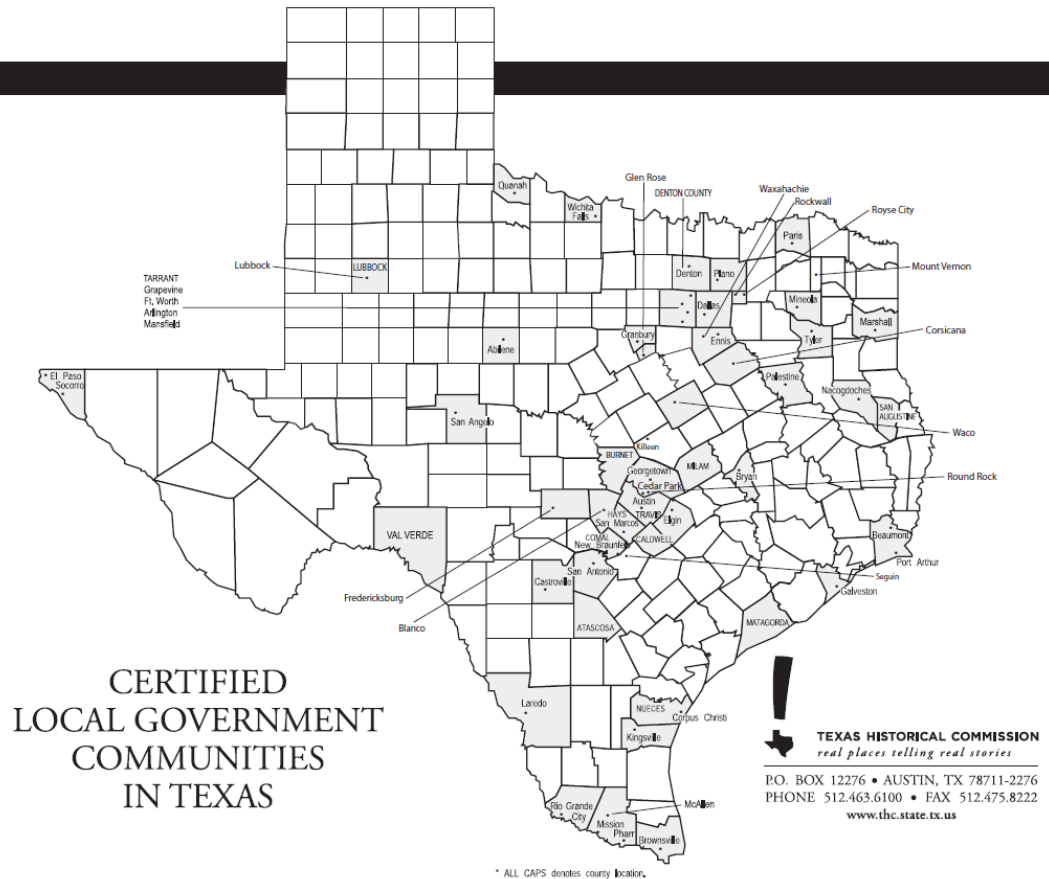 Glen Rose
DENTON COUNTY
Waxahachie
Rockwall
Royse City
Quanah
Wichita
Falls
Paris
Lubbock
LUBBOCK
Denton
Plano
Mount Vernon
TARRANT
Grapevine
Ft. Worth
Arlington
Mansfield
Dallas
Mineola
Marshall
Granbury
Ennis
Tyler
Corsicana
Abilene
El Paso
Socorro
Palestine
Nacogdoches
SAN
AUGUSTINE
San Angelo
Waco
Killeen
BURNET
Georgetown
MILAM
Bryan
Cedar Park
Round Rock
Austin
HAYS
TRAVIS
San Marcos
Elgin
VAL VERDE
COMAL
New Braunfels
CALDWELL
Beaumont
Port Arthur
San Antonio
Seguin
Castroville
Galveston
Fredericksburg
Blanco
ATASCOSA
MATAGORDA
CERTIFIED
LOCAL GOVERNMENT
COMMUNITIES
IN TEXAS
Laredo
NUECES
Corpus Christi
Kingsville
TEXAS HISTORICAL COMMISSION
real places telling real stories
P.O. BOX 12276 • AUSTIN, TX 78711-2276
PHONE 512.463.6100 • FAX 512.475.8222
www.thc.state.tx.us
Rio Grande
City
Mission
Pharr
McAllen
Brownsville
* ALL CAPS denotes county location.